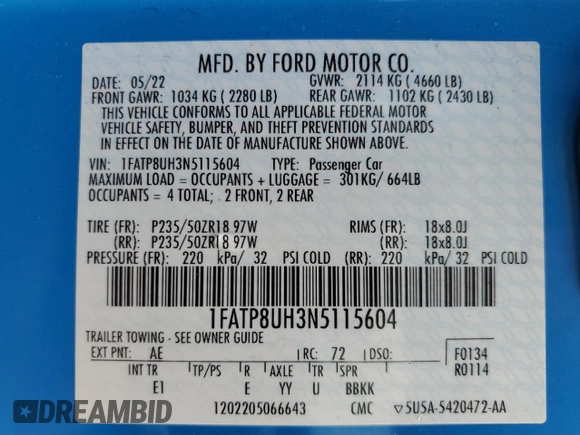 MFD. BY FORD MOTOR CO.
DATE: 05/22 GVWR: 2114 KG ( 4660 LB)
FRONT GAWR: 1034 KG ( 2280 LB) REAR GAWR: 1102 KG ( 2430 LB)
THIS VEHICLE CONFORMS TO ALL APPLICABLE FEDERAL MOTOR
VEHICLE SAFETY, BUMPER, AND THEFT PREVENTION STANDARDS
IN EFFECT ON THE DATE OF MANUFACTURE SHOWN ABOVE.
VIN: 1FATP8UH3N5115604 TYPE: Passenger Car
MAXIMUM LOAD = OCCUPANTS + LUGGAGE = 301KG/ 664LB
OCCUPANTS = 4 TOTAL; 2 FRONT, 2 REAR
TIRE (FR): P235/50ZR18 97W RIMS (FR): 18x8.0J
(RR): P235/50ZR18 97W (RR): 18x8.0J
PRESSURE (FR): 220 kPa/ 32 PSI COLD (RR): 220 kPa/ 32 PSI COLD
1FATP8UH3N5115604
TRAILER TOWING - SEE OWNER GUIDE
EXT PNT: AE RC: 72 DSO: F0134
INT TR TP/PS R AXLE TR SPR R0114
E1 E YY U BBKK
1202205066643 CMC ▽5U5A-5420472-AA